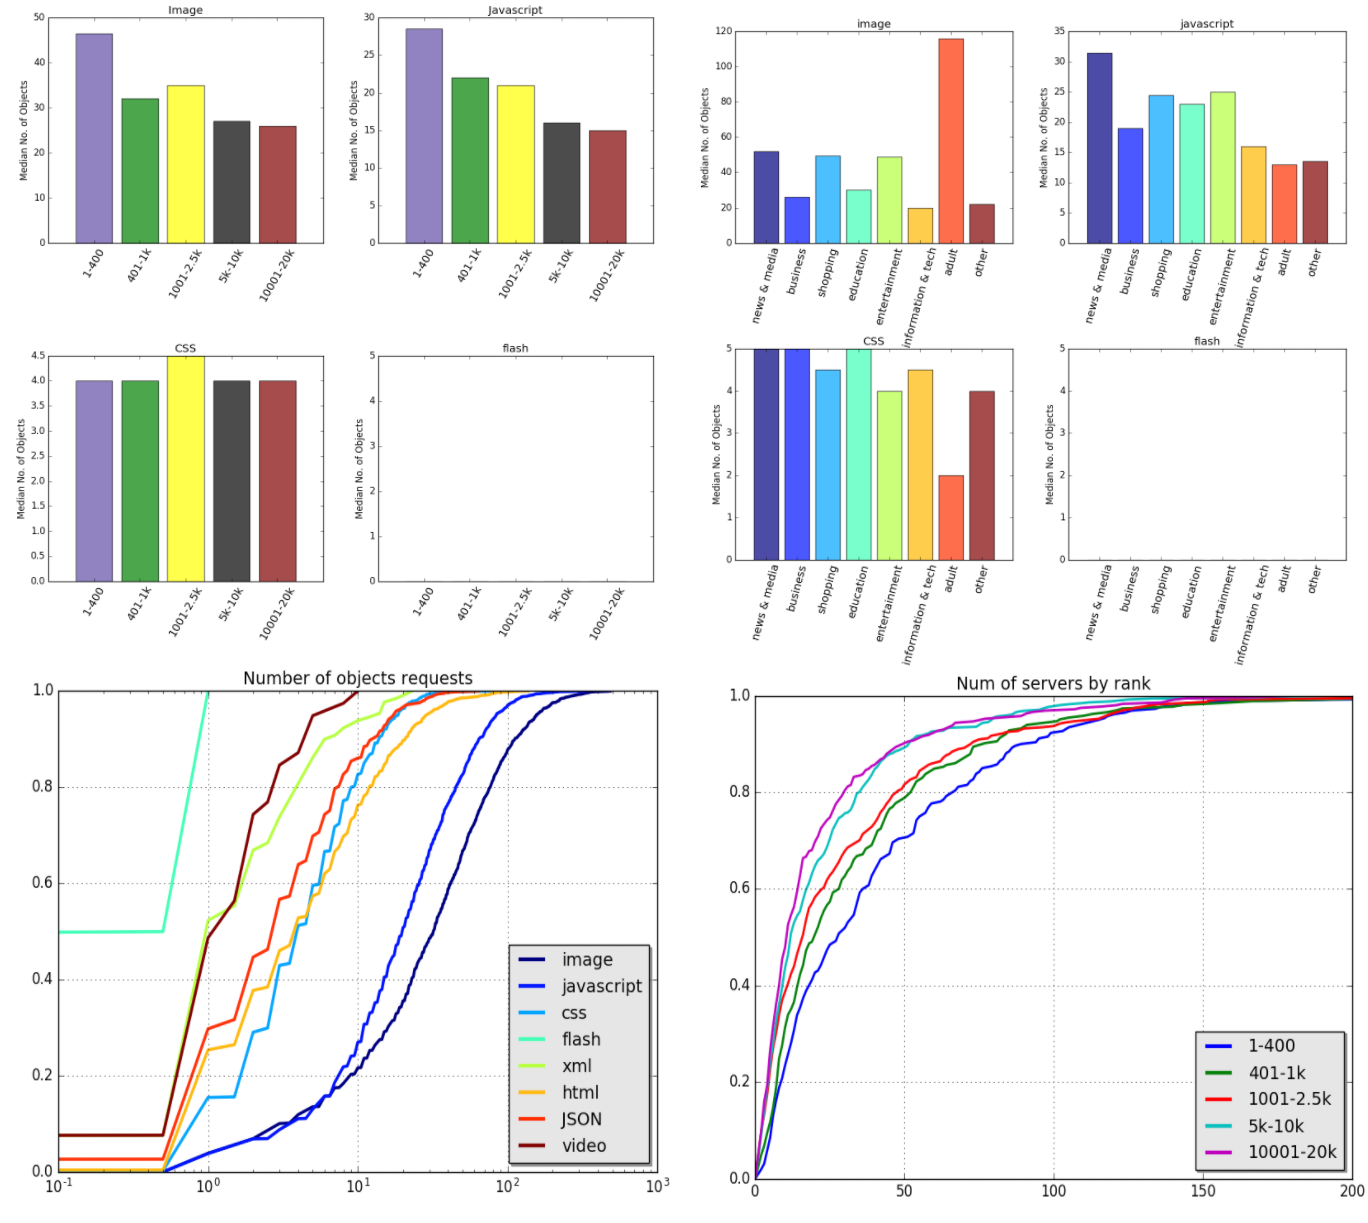 Image
Median No. of Objects
50
40
30
20
10
0
1-400
401-1k
1001-2.5k
5k-10k
10001-20k
Javascript
Median No. of Objects
30
25
20
15
10
5
0
1-400
401-1k
1001-2.5k
5k-10k
10001-20k
image
Median No. of Objects
120
100
80
60
40
20
0
news & media
business
shopping
education
entertainment
information & tech
adult
other
javascript
Median No. of Objects
35
30
25
20
15
10
5
0
news & media
business
shopping
education
entertainment
information & tech
adult
other
CSS
Median No. of Objects
4.5
4.0
3.5
3.0
2.5
2.0
1.5
1.0
0.5
0.0
1-400
401-1k
1001-2.5k
5k-10k
10001-20k
flash
Median No. of Objects
5
4
3
2
1
0
1-400
401-1k
1001-2.5k
5k-10k
10001-20k
CSS
Median No. of Objects
5
4
3
2
1
0
news & media
business
shopping
education
entertainment
information & tech
adult
other
flash
Median No. of Objects
5
4
3
2
1
0
news & media
business
shopping
education
entertainment
information & tech
adult
other
Number of objects requests
1.0
0.8
0.6
0.4
0.2
0.0
10⁻¹
10⁰
10¹
10²
10³
image
javascript
css
flash
xml
html
JSON
video
Num of servers by rank
1.0
0.8
0.6
0.4
0.2
0.0
0
50
100
150
200
1-400
401-1k
1001-2.5k
5k-10k
10001-20k